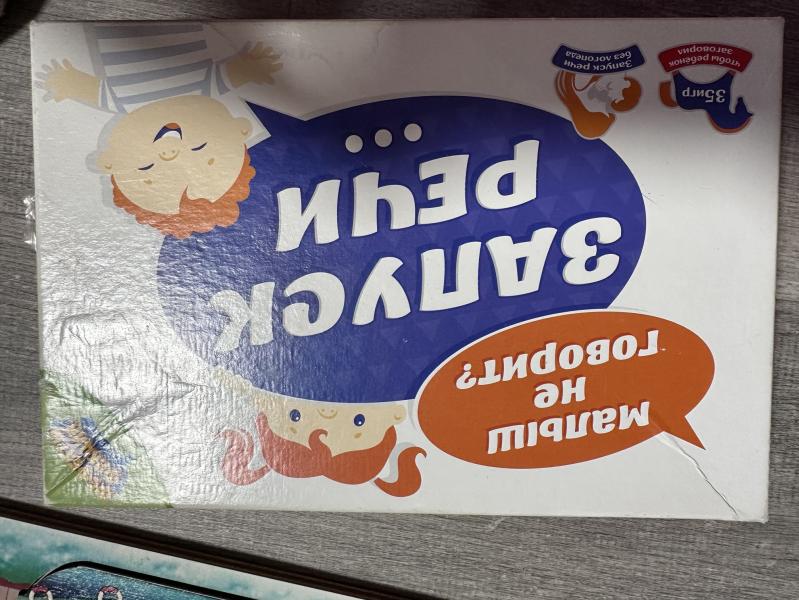 малыш
не
говорит?
ЗАПУСК
РЕЧИ
...
35игр
чтобы ребёнок
заговорил
Запуск речи
без логопеда